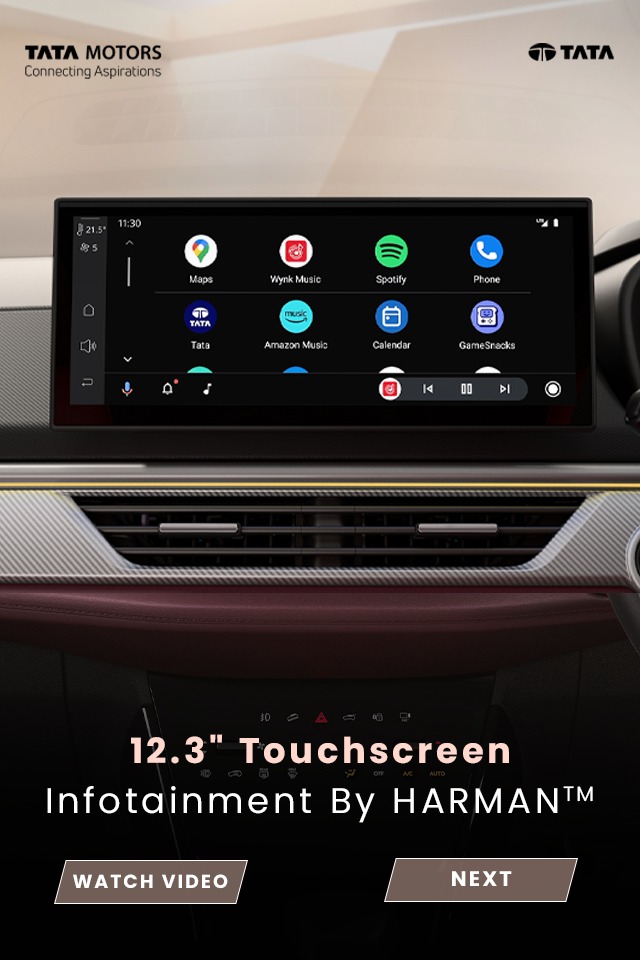 TATA MOTORS
Connecting Aspirations
TATA
11:30
LTE
21.5°
5
Maps
Wynk Music
Spotify
Phone
TATA
music
Tata
Amazon Music
Calendar
GameSnacks
OFF
A/C
AUTO
12.3" Touchscreen
Infotainment By HARMAN™
WATCH VIDEO
NEXT